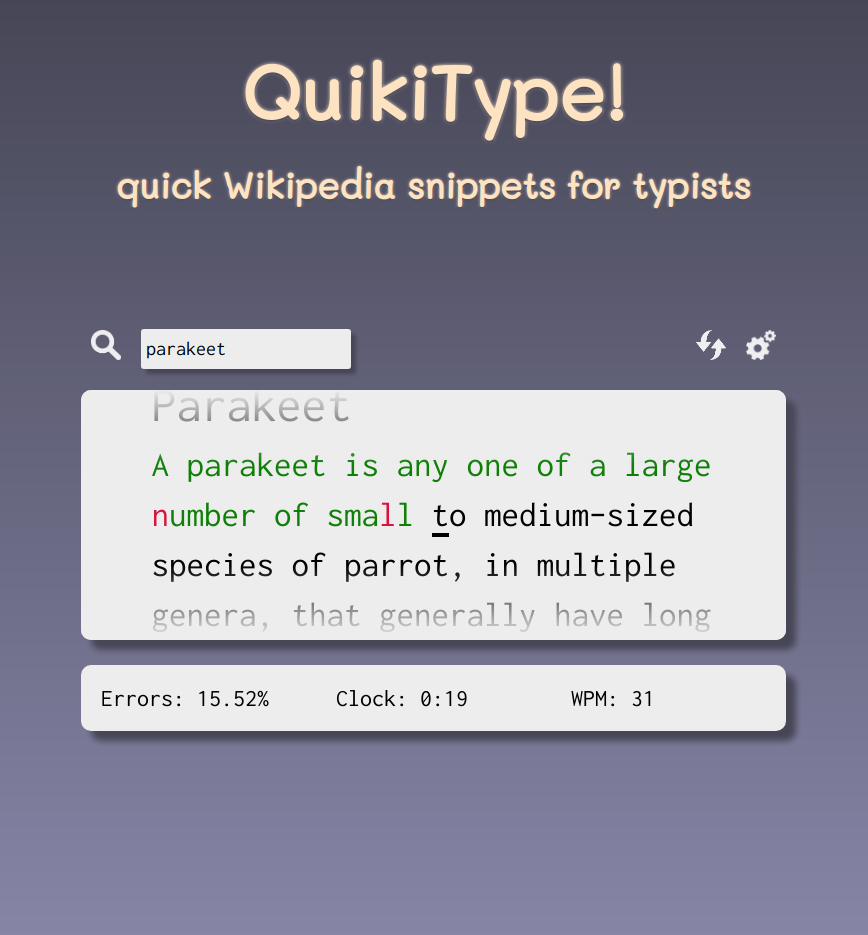 QuikiType!
quick Wikipedia snippets for typists
parakeet
Parakeet
A parakeet is any one of a large
number of small to medium-sized
species of parrot, in multiple
genera, that generally have long
Errors: 15.52% Clock: 0:19 WPM: 31